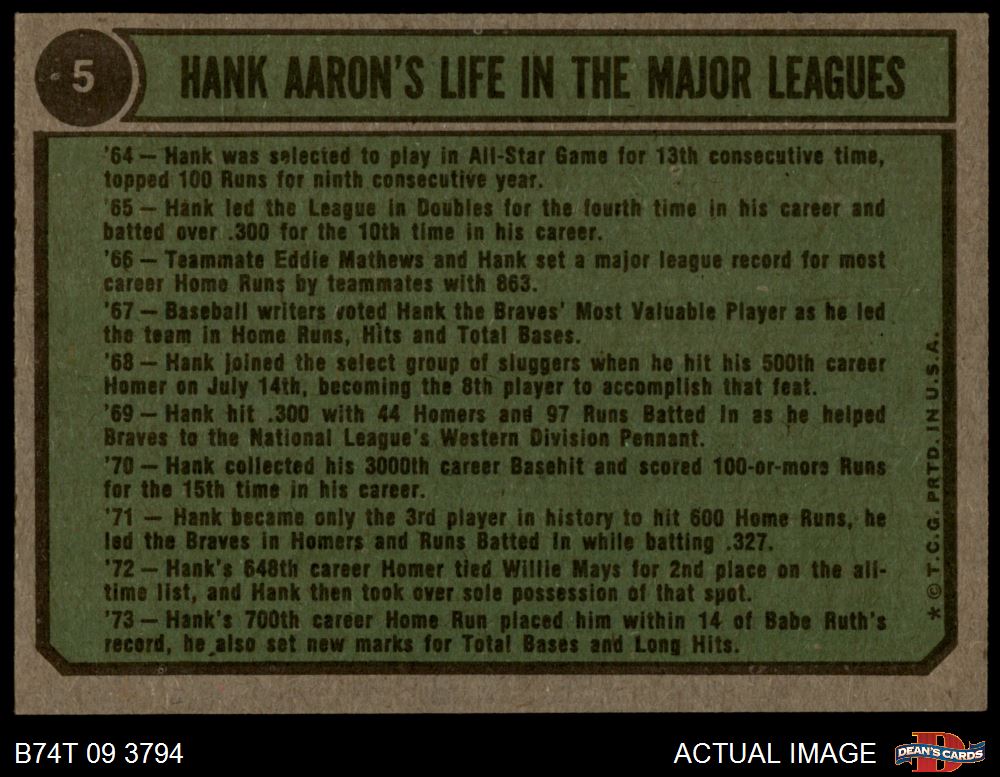 5
HANK AARON'S LIFE IN THE MAJOR LEAGUES
'64 — Hank was selected to play in All-Star Game for 13th consecutive time,
topped 100 Runs for ninth consecutive year.
'65 — Hank led the League in Doubles for the fourth time in his career and
batted over .300 for the 10th time in his career.
'66 — Teammate Eddie Mathews and Hank set a major league record for most
career Home Runs by teammates with 863.
'67 — Baseball writers voted Hank the Braves' Most Valuable Player as he led
the team in Home Runs, Hits and Total Bases.
'68 — Hank joined the select group of sluggers when he hit his 500th career
Homer on July 14th, becoming the 8th player to accomplish that feat.
'69 — Hank hit .300 with 44 Homers and 97 Runs Batted In as he helped
Braves to the National League's Western Division Pennant.
'70 — Hank collected his 3000th career Basehit and scored 100-or-more Runs
for the 15th time in his career.
'71 — Hank became only the 3rd player in history to hit 600 Home Runs, he
led the Braves in Homers and Runs Batted In while batting .327.
'72 — Hank's 648th career Homer tied Willie Mays for 2nd place on the all-
time list, and Hank then took over sole possession of that spot.
'73 — Hank's 700th career Home Run placed him within 14 of Babe Ruth's
record, he also set new marks for Total Bases and Long Hits.
* © T.C.G. PRTD. IN U.S.A.
B74T 09 3794
ACTUAL IMAGE
D
DEAN'S CARDS